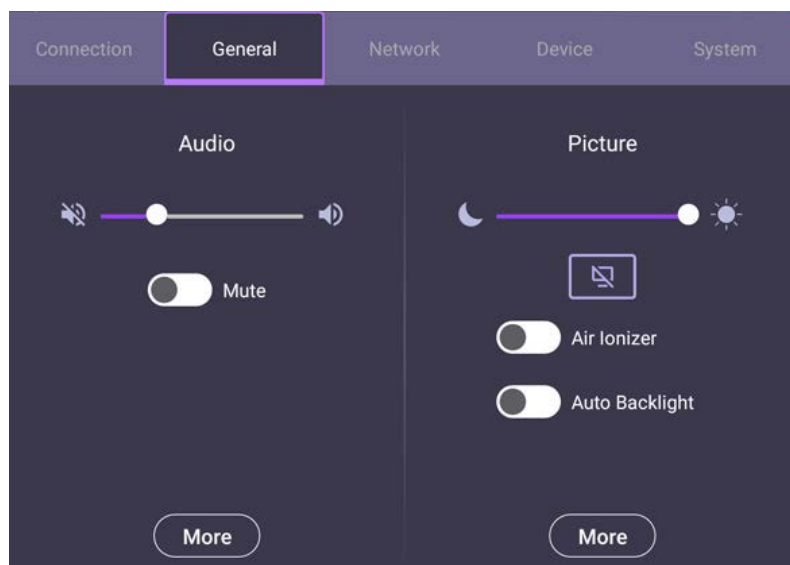 Connection
General
Network
Device
System
Audio
Mute
More
Picture
Air Ionizer
Auto Backlight
More